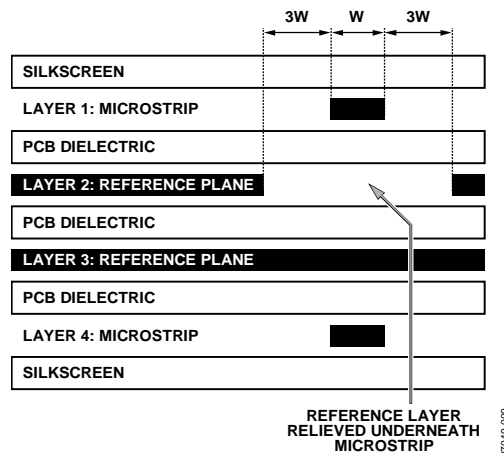 3W W 3W
SILKSCREEN
LAYER 1: MICROSTRIP
PCB DIELECTRIC
LAYER 2: REFERENCE PLANE
PCB DIELECTRIC
LAYER 3: REFERENCE PLANE
PCB DIELECTRIC
LAYER 4: MICROSTRIP
SILKSCREEN
REFERENCE LAYER
RELIEVED UNDERNEATH
MICROSTRIP